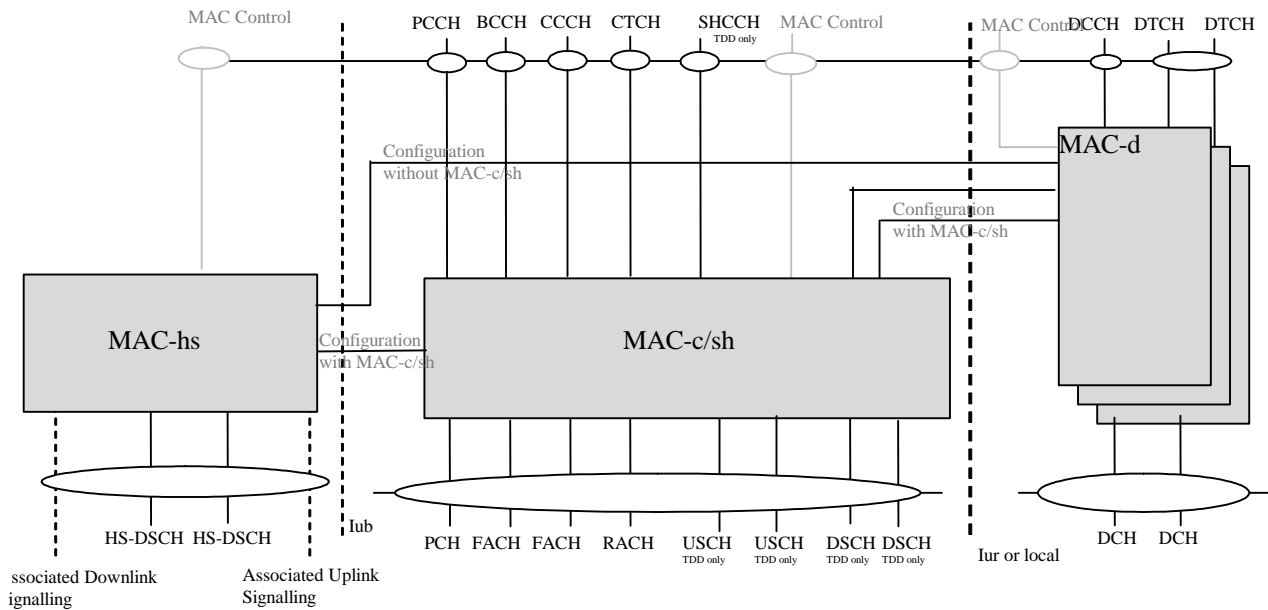 MAC Control
PCCH
BCCH
CCCH
CTCH
SHCCH
TDD only
MAC Control
MAC Control
DCCH
DTCH
DTCH
MAC-d
Configuration
without MAC-c/sh
Configuration
with MAC-c/sh
MAC-hs
Configuration
with MAC-c/sh
MAC-c/sh
HS-DSCH
HS-DSCH
Iub
PCH
FACH
FACH
RACH
USCH
TDD only
USCH
TDD only
DSCH
TDD only
DSCH
TDD only
Iur or local
DCH
DCH
ssociated Downlink
ignalling
Associated Uplink
Signalling